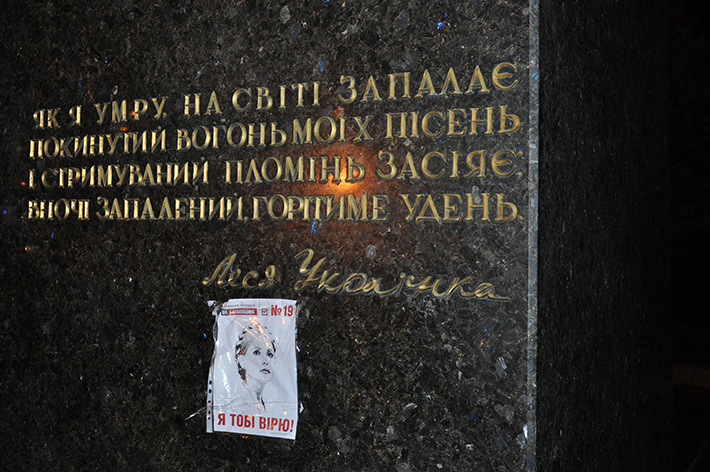 ЯК Я УМРУ, НА СВІТІ ЗАПАЛАЄ
ПОКИНУТИЙ ВОГОНЬ МОЇХ ПІСЕНЬ,
І СТРИМУВАНИЙ ПЛОМІНЬ ЗАСІЯЄ,
ВНОЧІ ЗАПАЛЕНИЙ, ГОРІТИМЕ УДЕНЬ.
Леся Українка
№19
Я ТОБІ ВІРЮ!